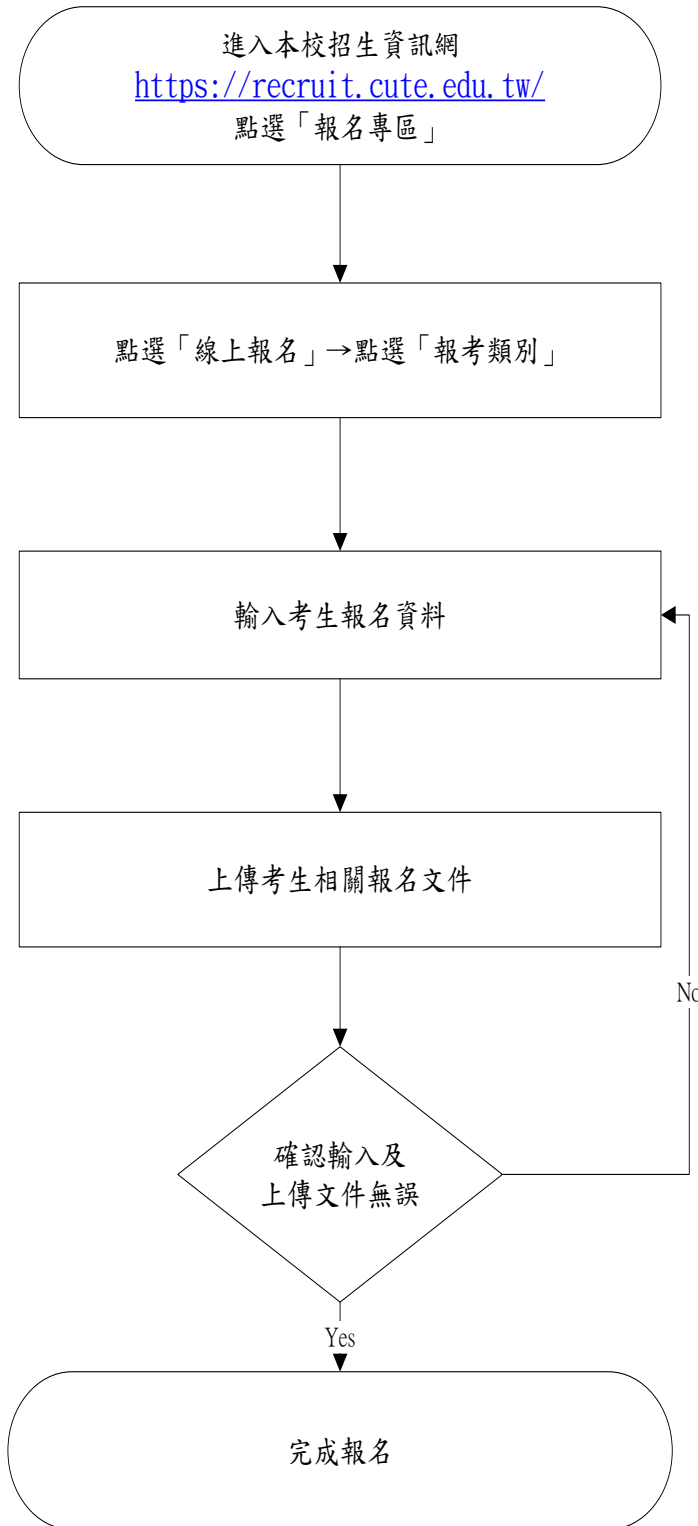 進入本校招生資訊網
https://recruit.cute.edu.tw/
點選「報名專區」
點選「線上報名」→點選「報考類別」
輸入考生報名資料
上傳考生相關報名文件
No
確認輸入及
上傳文件無誤
Yes
完成報名